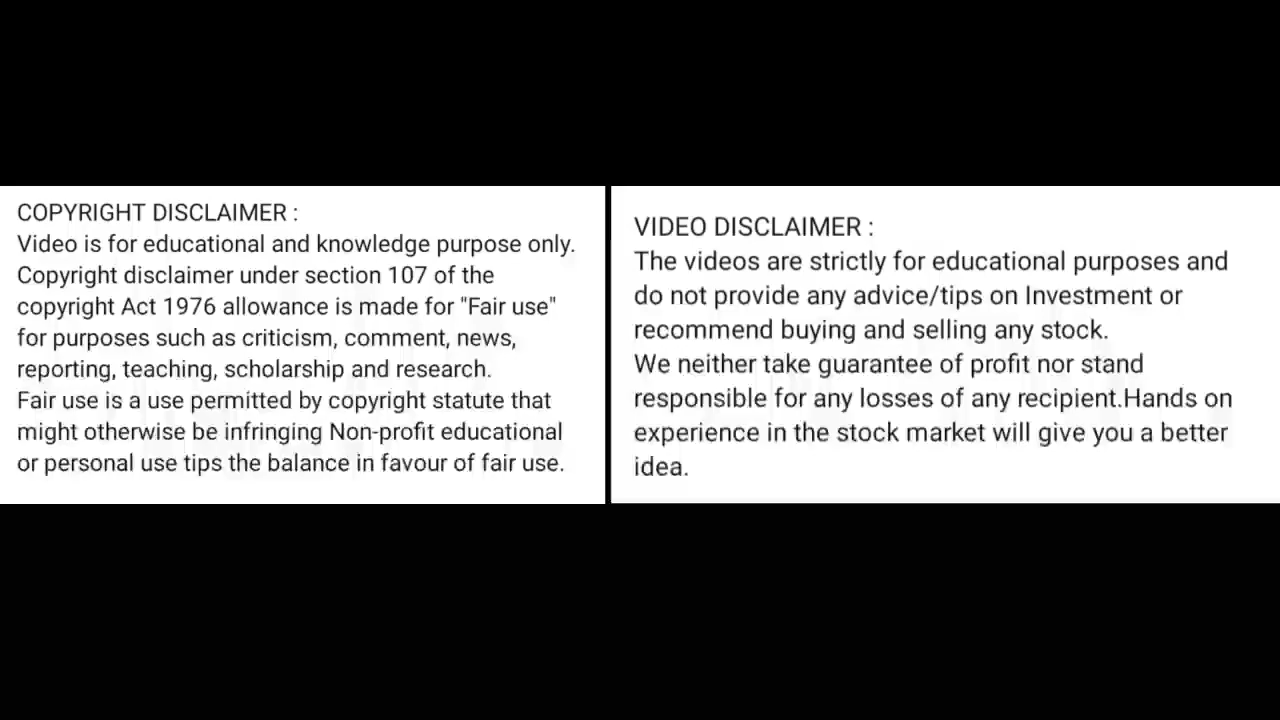 COPYRIGHT DISCLAIMER :
Video is for educational and knowledge purpose only.
Copyright disclaimer under section 107 of the
copyright Act 1976 allowance is made for "Fair use"
for purposes such as criticism, comment, news,
reporting, teaching, scholarship and research.
Fair use is a use permitted by copyright statute that
might otherwise be infringing Non-profit educational
or personal use tips the balance in favour of fair use.
VIDEO DISCLAIMER :
The videos are strictly for educational purposes and
do not provide any advice/tips on Investment or
recommend buying and selling any stock.
We neither take guarantee of profit nor stand
responsible for any losses of any recipient.Hands on
experience in the stock market will give you a better
idea.